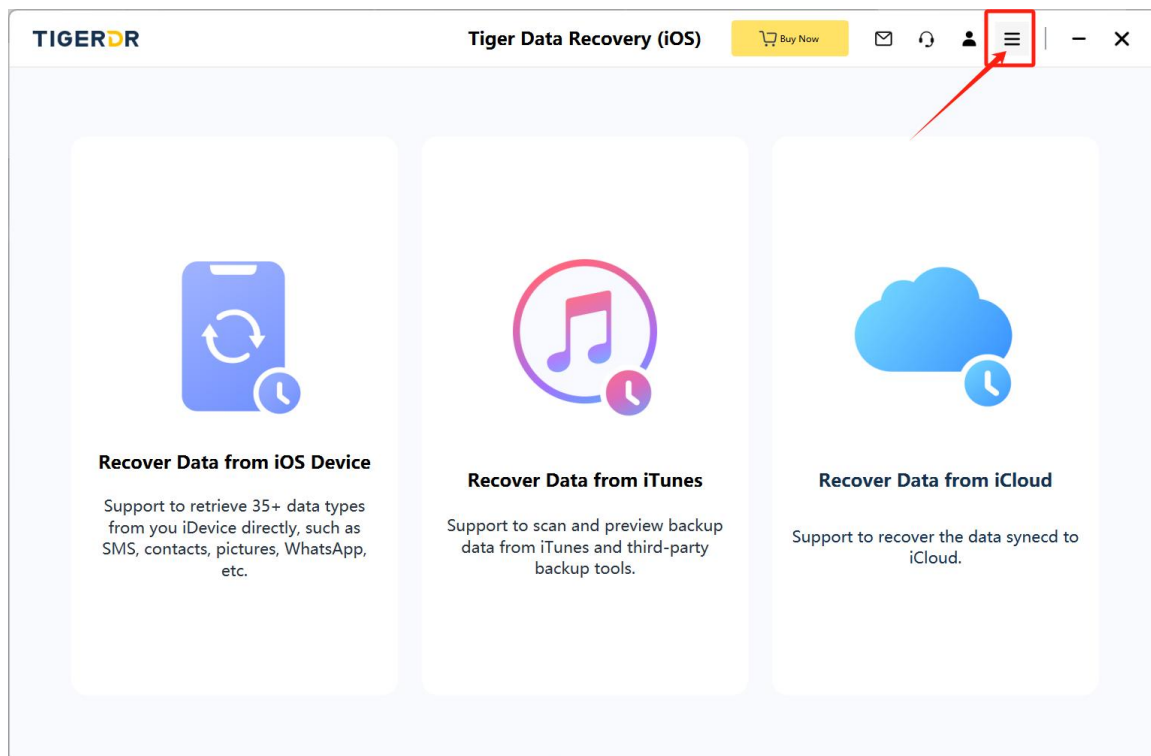 TIGERDR
Tiger Data Recovery (iOS)
Buy Now
Recover Data from iOS Device
Support to retrieve 35+ data types
from you iDevice directly, such as
SMS, contacts, pictures, WhatsApp,
etc.
Recover Data from iTunes
Support to scan and preview backup
data from iTunes and third-party
backup tools.
Recover Data from iCloud
Support to recover the data synecd to
iCloud.